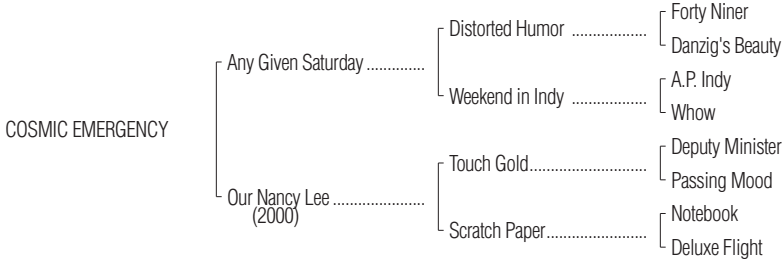 Forty Niner
Distorted Humor ...................
Danzig's Beauty
Any Given Saturday ..............
A.P. Indy
Weekend in Indy ...................
Whow
COSMIC EMERGENCY
Deputy Minister
Touch Gold.............................
Passing Mood
Our Nancy Lee ......................
(2000)
Notebook
Scratch Paper.........................
Deluxe Flight